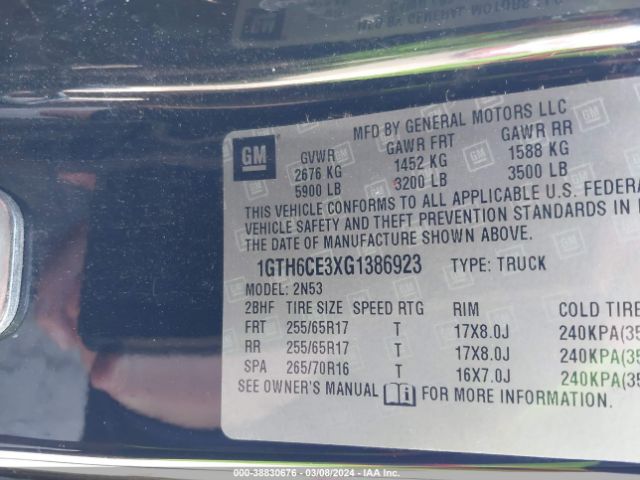 GM
MFD BY GENERAL MOTORS LLC
GVWR GAWR FRT GAWR RR
2676 KG 1452 KG 1588 KG
5900 LB 3200 LB 3500 LB
THIS VEHICLE CONFORMS TO ALL APPLICABLE U.S. FEDERA
VEHICLE SAFETY AND THEFT PREVENTION STANDARDS IN
THE DATE OF MANUFACTURE SHOWN ABOVE.
1GTH6CE3XG1386923 TYPE: TRUCK
MODEL: 2N53
2BHF TIRE SIZE SPEED RTG RIM COLD TIRE
FRT 255/65R17 T 17X8.0J 240KPA(35
RR 255/65R17 T 17X8.0J 240KPA(35
SPA 265/70R16 T 16X7.0J 240KPA(35
SEE OWNER'S MANUAL FOR MORE INFORMATION.
000-38830676 - 03/08/2024 - IAA Inc.